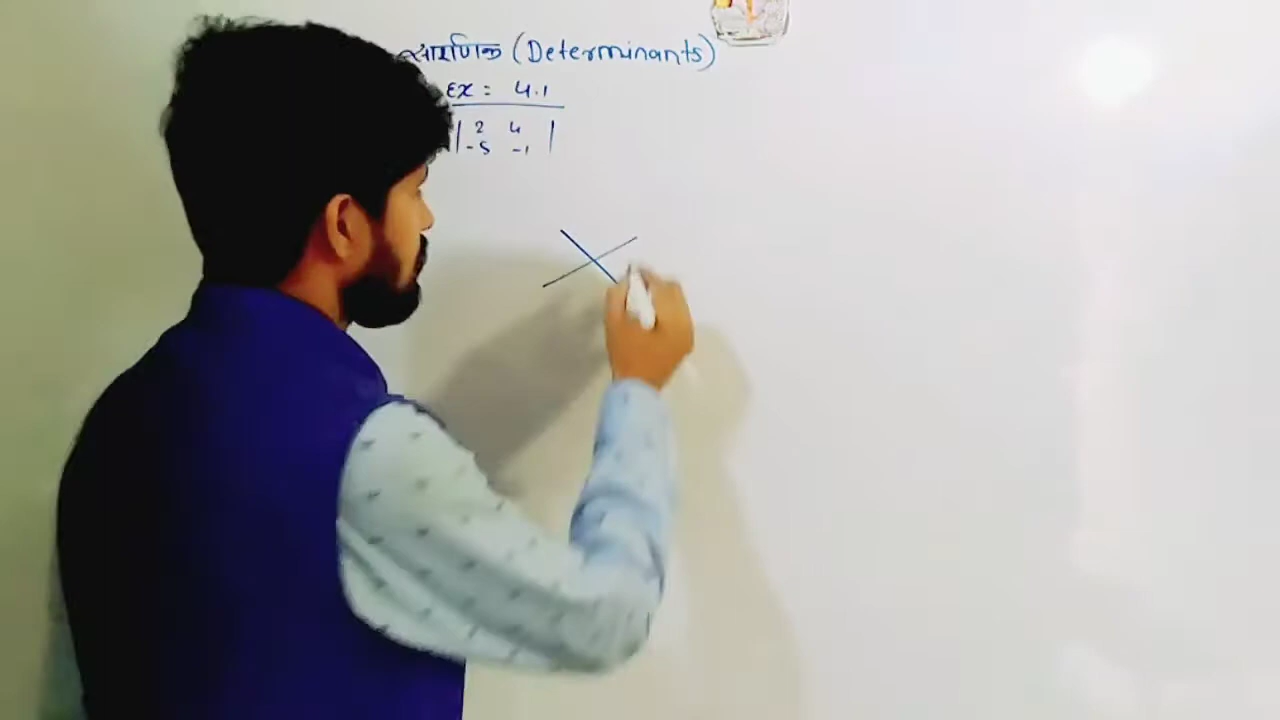 सारणिक (Determinants)
Ex : 4.1
| 2 4 |
| -5 -1 |